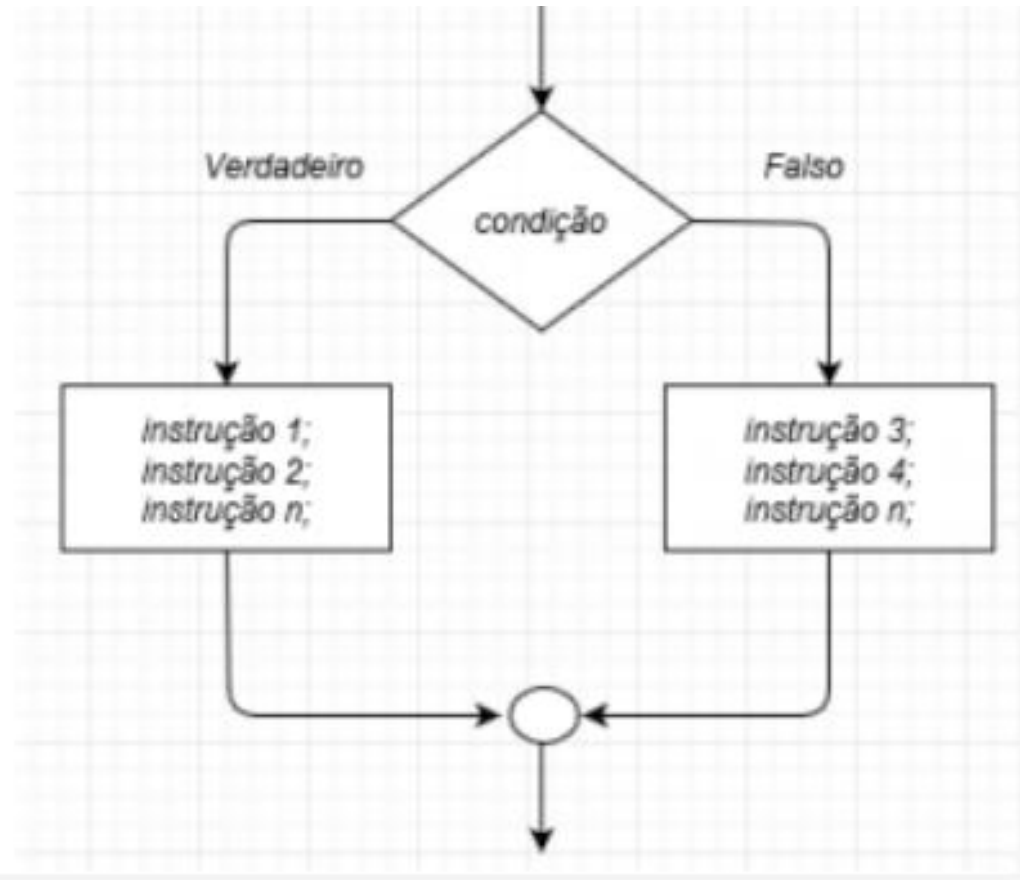 Verdadeiro
Falso
condição
instrução 1;
instrução 2;
instrução n;
instrução 3;
instrução 4;
instrução n;